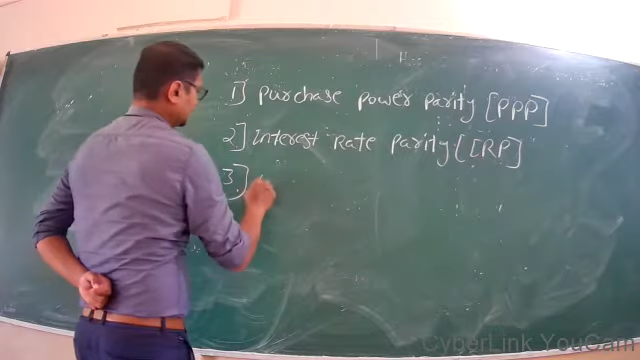 1] Purchase power parity [PPP]
2] Interest Rate parity [IRP]
3]
CyberLink YouCam